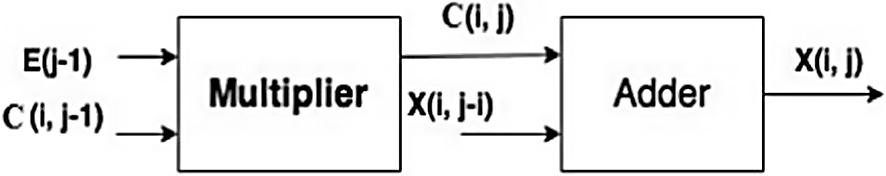 E(j-1)
C (i, j-1)
Multiplier
C(i, j)
X(i, j-i)
Adder
X(i, j)